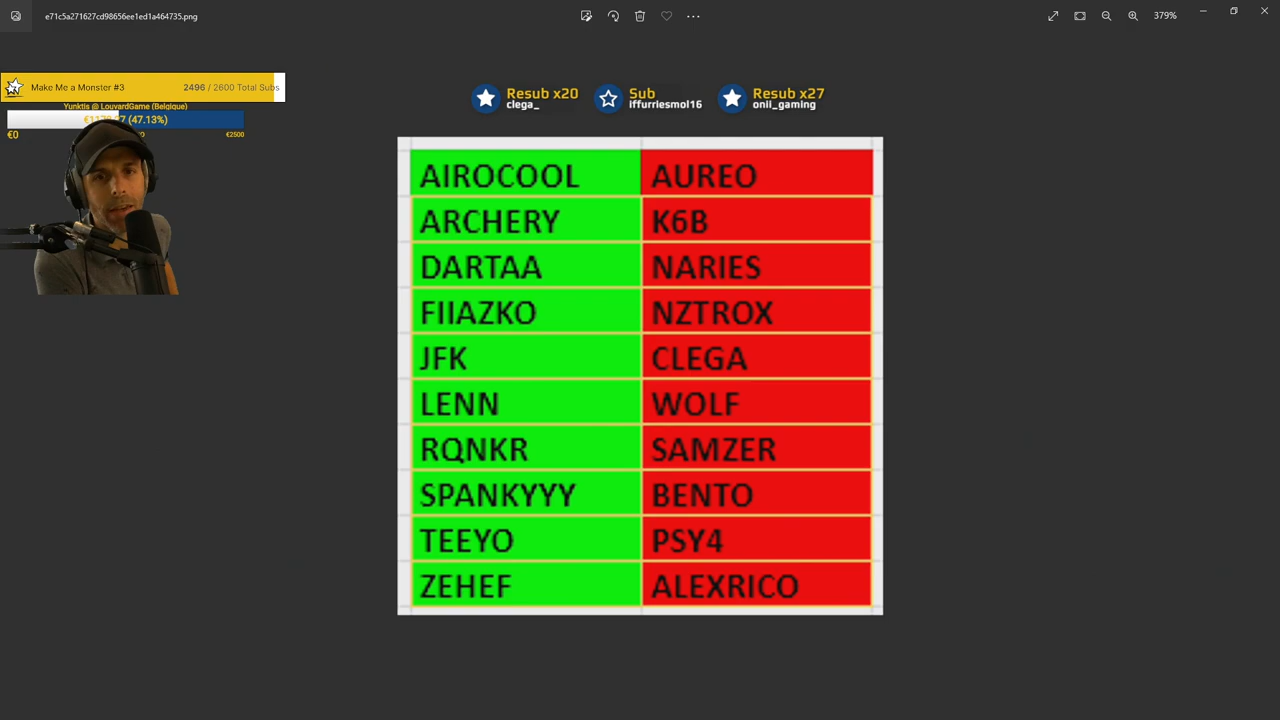 e71c5a271627cd98656ee1ed1a464735.png
379%
Make Me a Monster #3 2496 / 2600 Total Subs
Yunktis @ LouvardGame (Belgique)
(47.13%)
€0 €2500
Resub x20 Sub Resub x27
clega_ iffurriesmol16 onil_gaming
AIROCOOL AUREO
ARCHERY K6B
DARTAA NARIES
FIIAZKO NZTROX
JFK CLEGA
LENN WOLF
RQNKR SAMZER
SPANKYYY BENTO
TEEYO PSY4
ZEHEF ALEXRICO